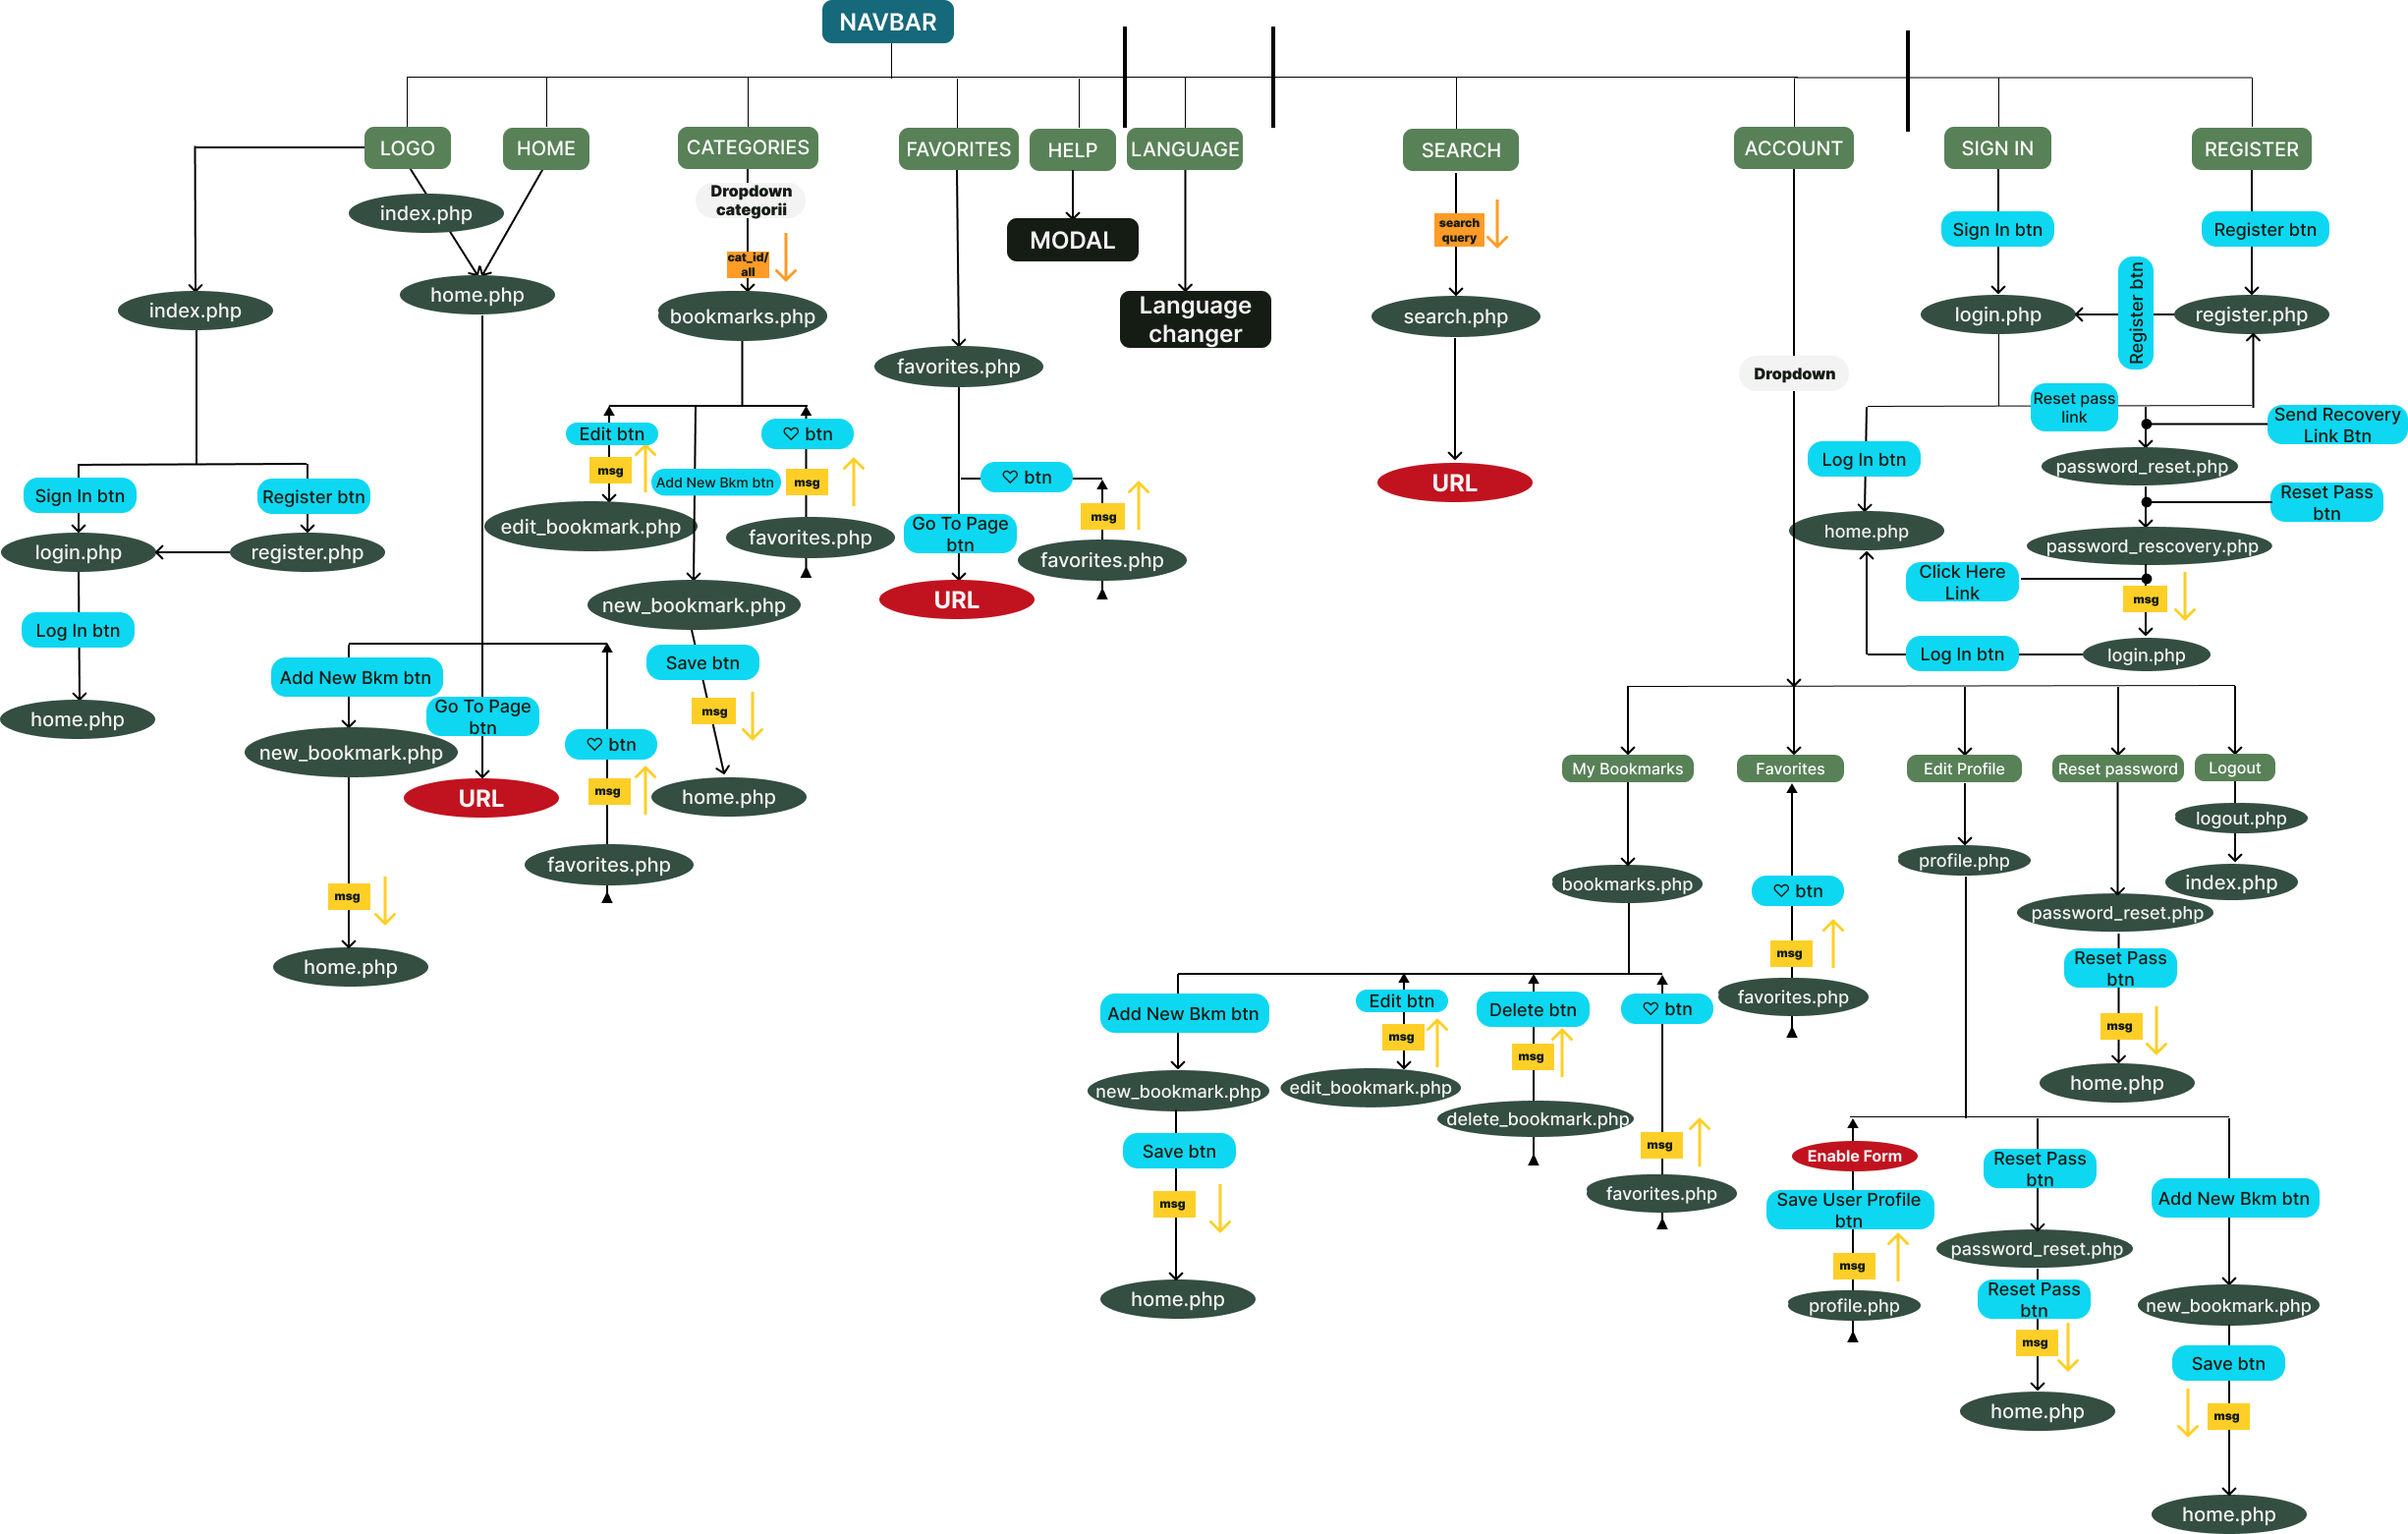 NAVBAR
LOGO
HOME
CATEGORIES
FAVORITES
HELP
LANGUAGE
SEARCH
ACCOUNT
SIGN IN
REGISTER
Dropdown
categorii
index.php
search
query
Sign In btn
Register btn
MODAL
cat_id/
all
home.php
index.php
bookmarks.php
Language
changer
search.php
login.php
Register btn
register.php
favorites.php
Dropdown
Reset pass
link
Send Recovery
Link Btn
Edit btn
♡ btn
Log In btn
msg
Add New Bkm btn
msg
♡ btn
password_reset.php
Sign In btn
Register btn
Reset Pass
btn
msg
edit_bookmark.php
favorites.php
Go To Page
btn
URL
home.php
login.php
register.php
favorites.php
password_rescovery.php
Click Here
Link
msg
URL
new_bookmark.php
Log In btn
Save btn
Log In btn
login.php
Add New Bkm btn
Go To Page
btn
msg
home.php
new_bookmark.php
♡ btn
My Bookmarks
Favorites
Edit Profile
Reset password
Logout
URL
msg
home.php
logout.php
favorites.php
profile.php
bookmarks.php
♡ btn
index.php
msg
password_reset.php
home.php
msg
Reset Pass
btn
favorites.php
Add New Bkm btn
Edit btn
Delete btn
♡ btn
msg
msg
msg
new_bookmark.php
edit_bookmark.php
home.php
delete_bookmark.php
Save btn
msg
Enable Form
Reset Pass
btn
msg
favorites.php
Save User Profile
btn
Add New Bkm btn
home.php
msg
password_reset.php
profile.php
Reset Pass
btn
new_bookmark.php
msg
Save btn
home.php
msg
home.php